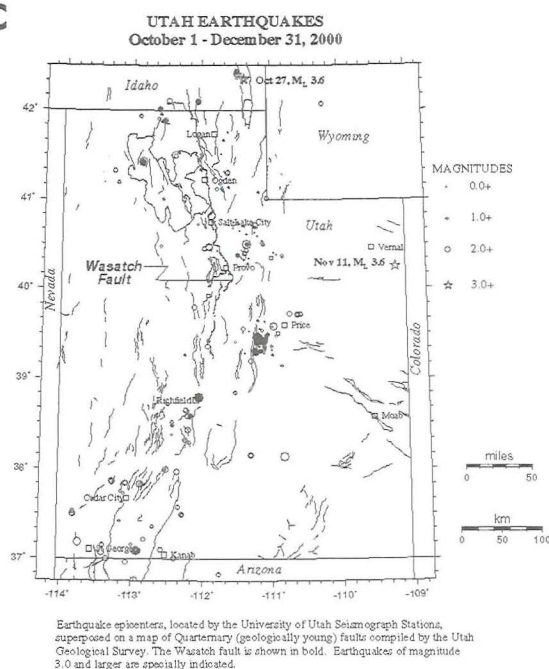 UTAH EARTHQUAKES
October 1 - December 31, 2000
Idaho
Oct 27, M_L 3.6
42°
Logan
Wyoming
MAGNITUDES
0.0+
1.0+
2.0+
3.0+
Ogden
41°
Salt Lake City
Utah
Vernal
Wasatch
Fault
Provo
Nov 11, M_L 3.6
Nevada
40°
Price
Colorado
39°
Richfield
Moab
miles
0 50
38°
Cedar City
km
0 50 100
St George
Kanab
37°
Arizona
-114° -113° -112° -111° -110° -109°
Earthquake epicenters, located by the University of Utah Seismograph Stations,
superposed on a map of Quarternary (geologically young) faults compiled by the Utah
Geological Survey. The Wasatch fault is shown in bold. Earthquakes of magnitude
3.0 and larger are specially indicated.